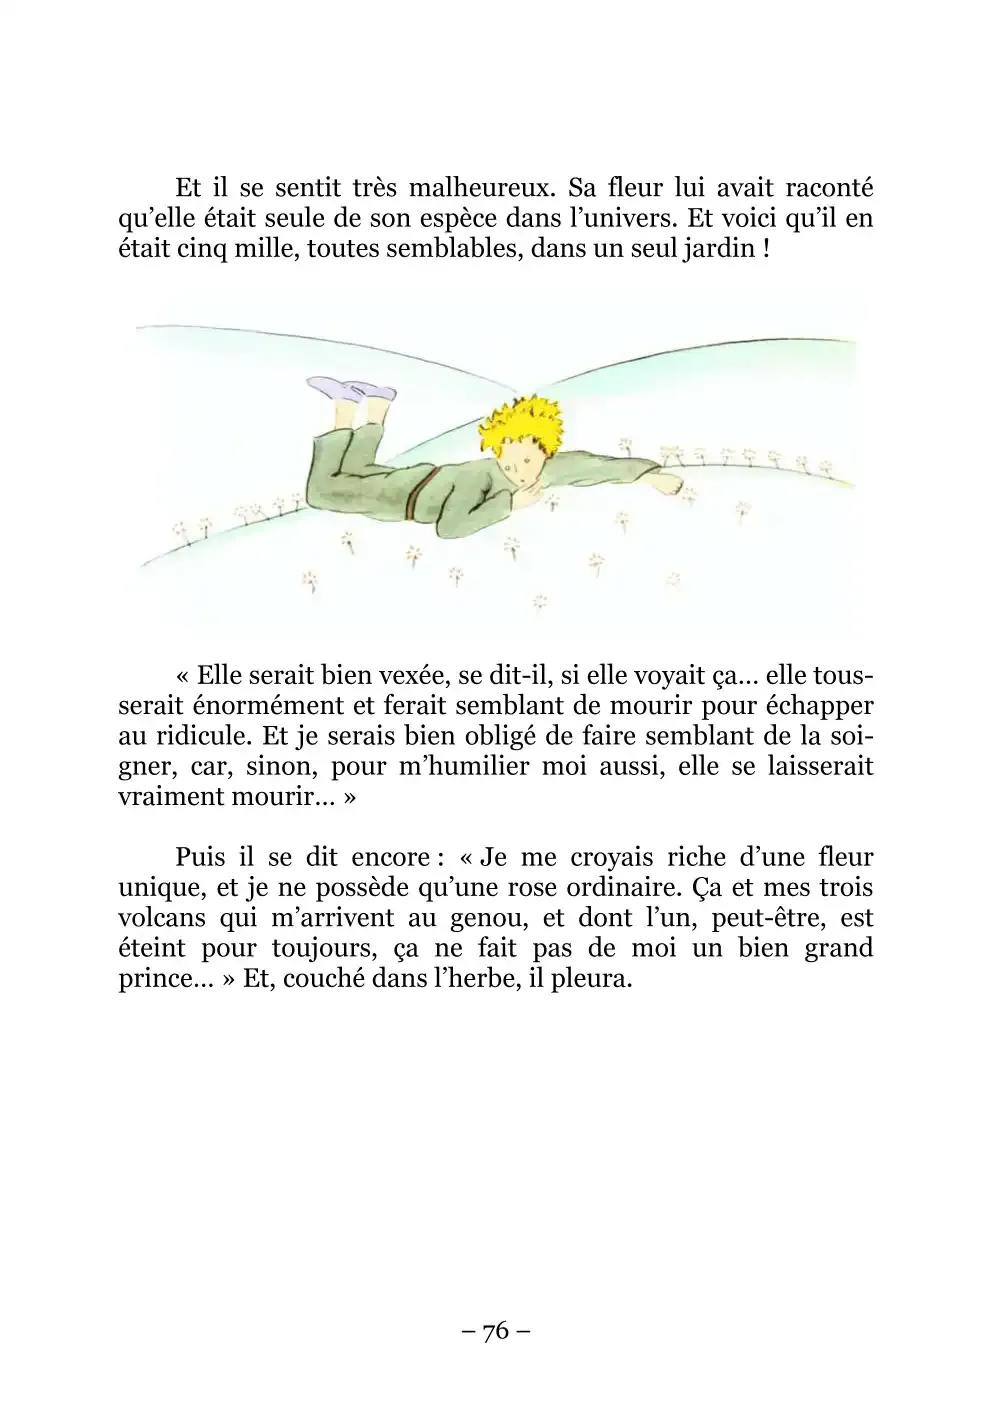 Et il se sentit très malheureux. Sa fleur lui avait raconté
qu’elle était seule de son espèce dans l’univers. Et voici qu’il en
était cinq mille, toutes semblables, dans un seul jardin !
« Elle serait bien vexée, se dit-il, si elle voyait ça… elle tous-
serait énormément et ferait semblant de mourir pour échapper
au ridicule. Et je serais bien obligé de faire semblant de la soi-
gner, car, sinon, pour m’humilier moi aussi, elle se laisserait
vraiment mourir… »
Puis il se dit encore : « Je me croyais riche d’une fleur
unique, et je ne possède qu’une rose ordinaire. Ça et mes trois
volcans qui m’arrivent au genou, et dont l’un, peut-être, est
éteint pour toujours, ça ne fait pas de moi un bien grand
prince… » Et, couché dans l’herbe, il pleura.
– 76 –